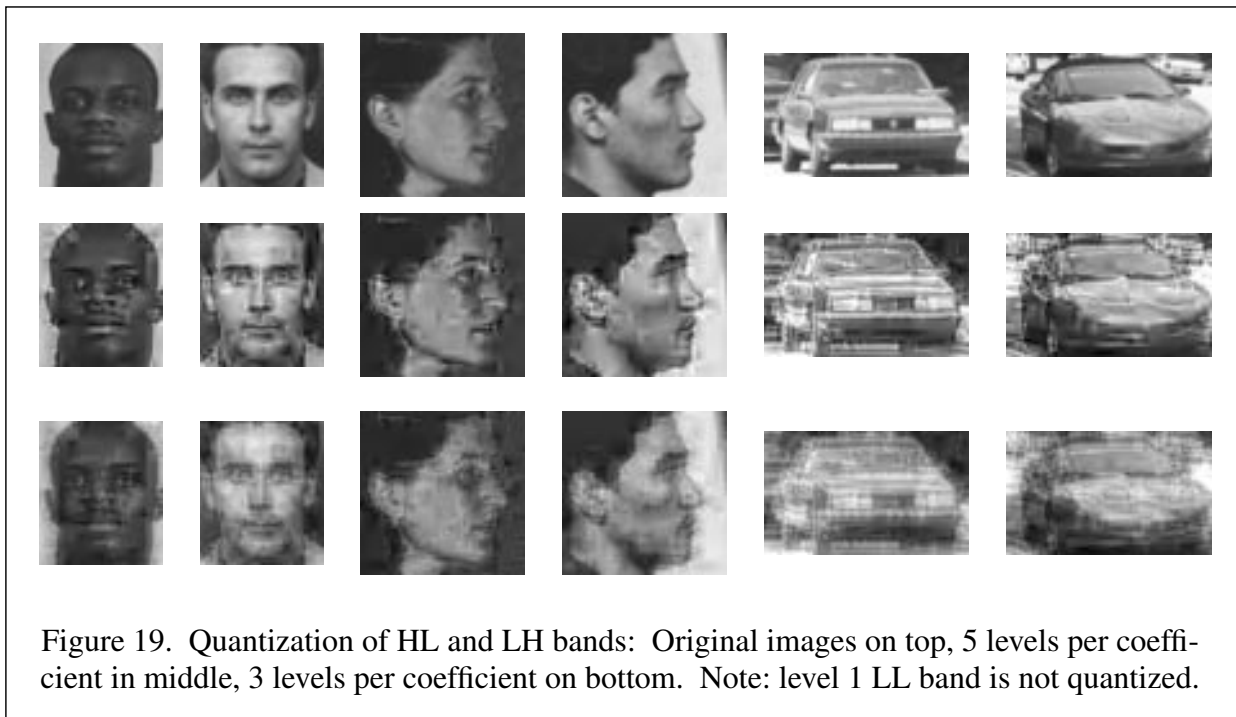 Figure 19. Quantization of HL and LH bands: Original images on top, 5 levels per coeffi-
cient in middle, 3 levels per coefficient on bottom. Note: level 1 LL band is not quantized.